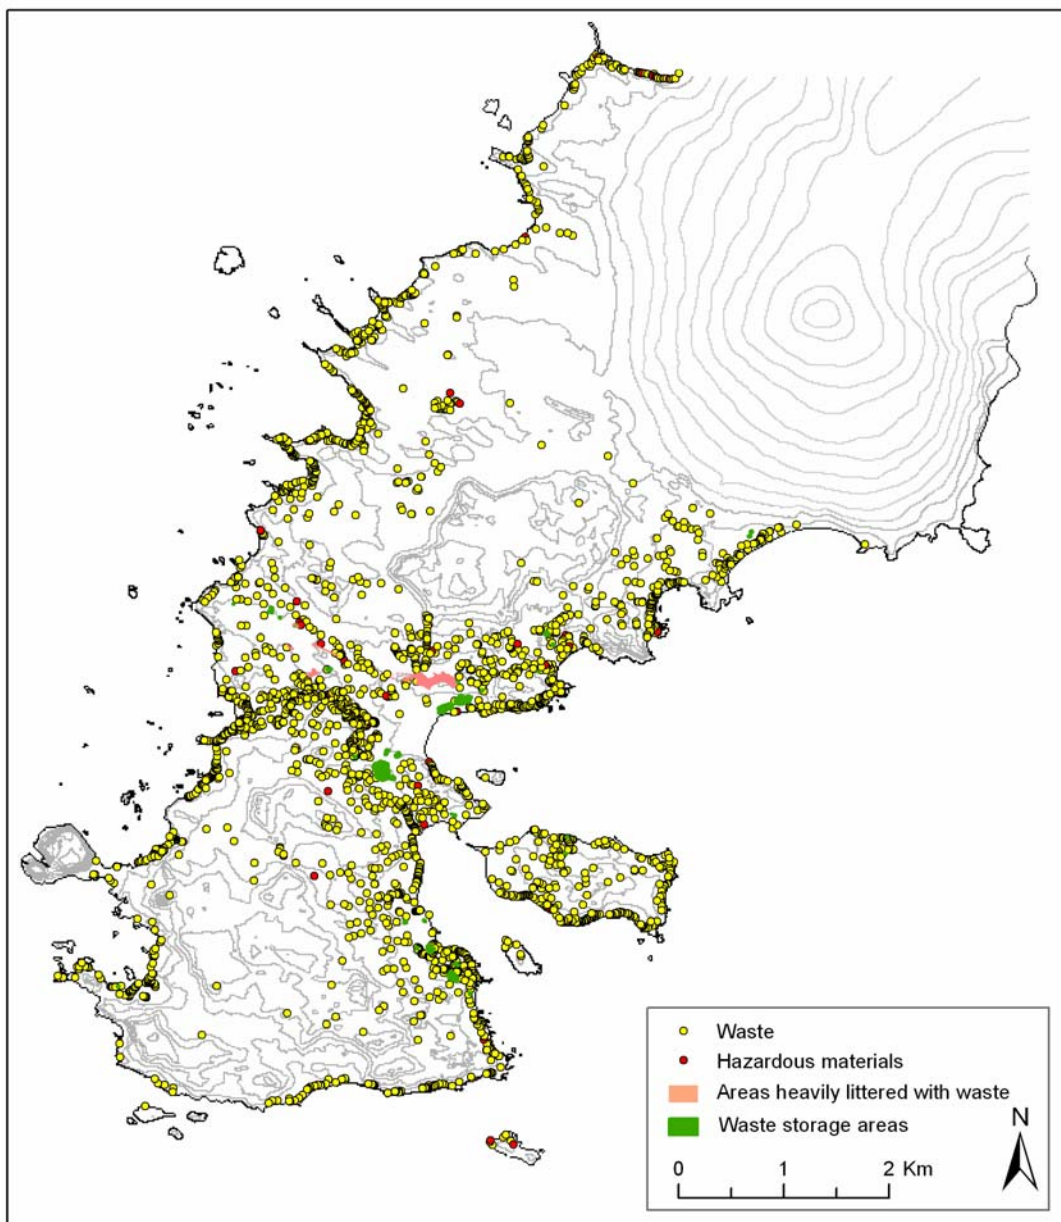 Waste
Hazardous materials
Areas heavily littered with waste
Waste storage areas
N
0 1 2 Km